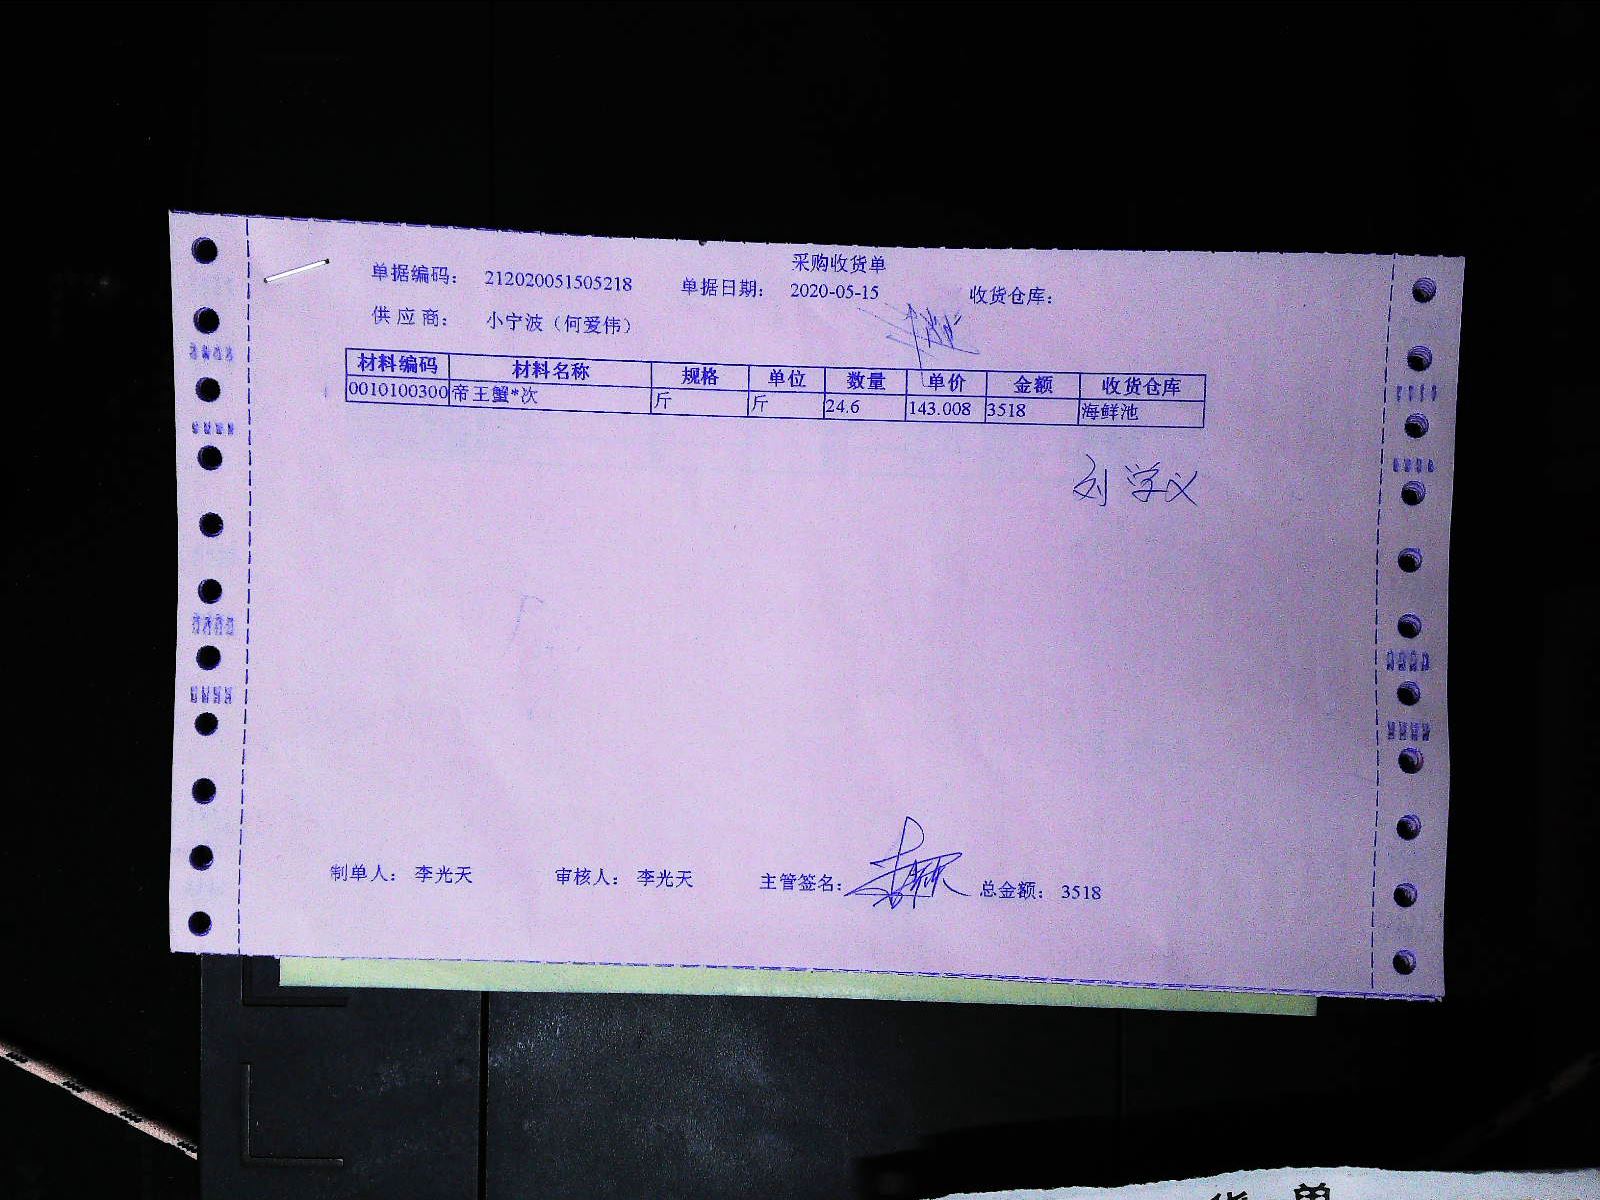 采购收货单
单据编码: 212020051505218 单据日期: 2020-05-15 收货仓库:
供应商: 小宁波（何爱伟）
材料编码 材料名称 规格 单位 数量 单价 金额 收货仓库
0010100300 帝王蟹*次 斤 斤 24.6 143.008 3518 海鲜池
刘学义
制单人: 李光天 审核人: 李光天 主管签名: 总金额: 3518
货单